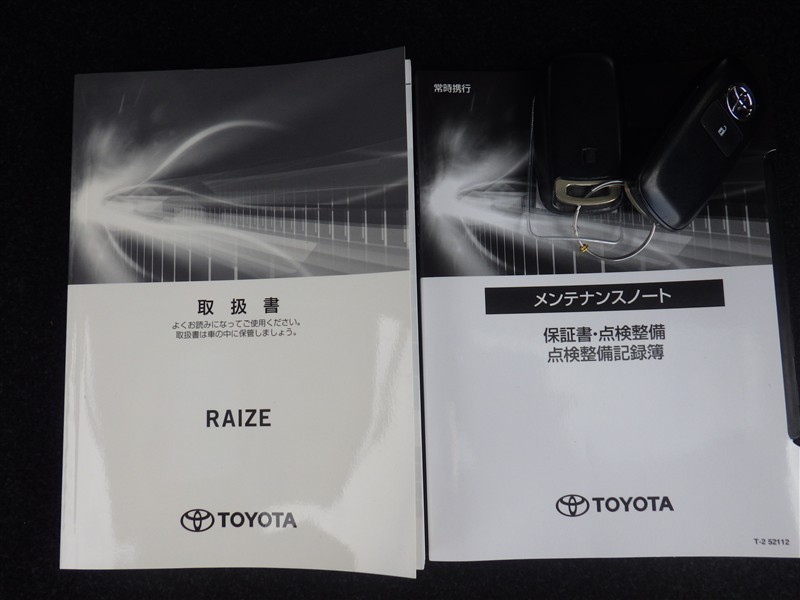 取扱書
よくお読みになってご使用ください。
取扱書は車の中に保管しましょう。
RAIZE
TOYOTA
常時携行
メンテナンスノート
保証書・点検整備
点検整備記録簿
TOYOTA
T-2 52112